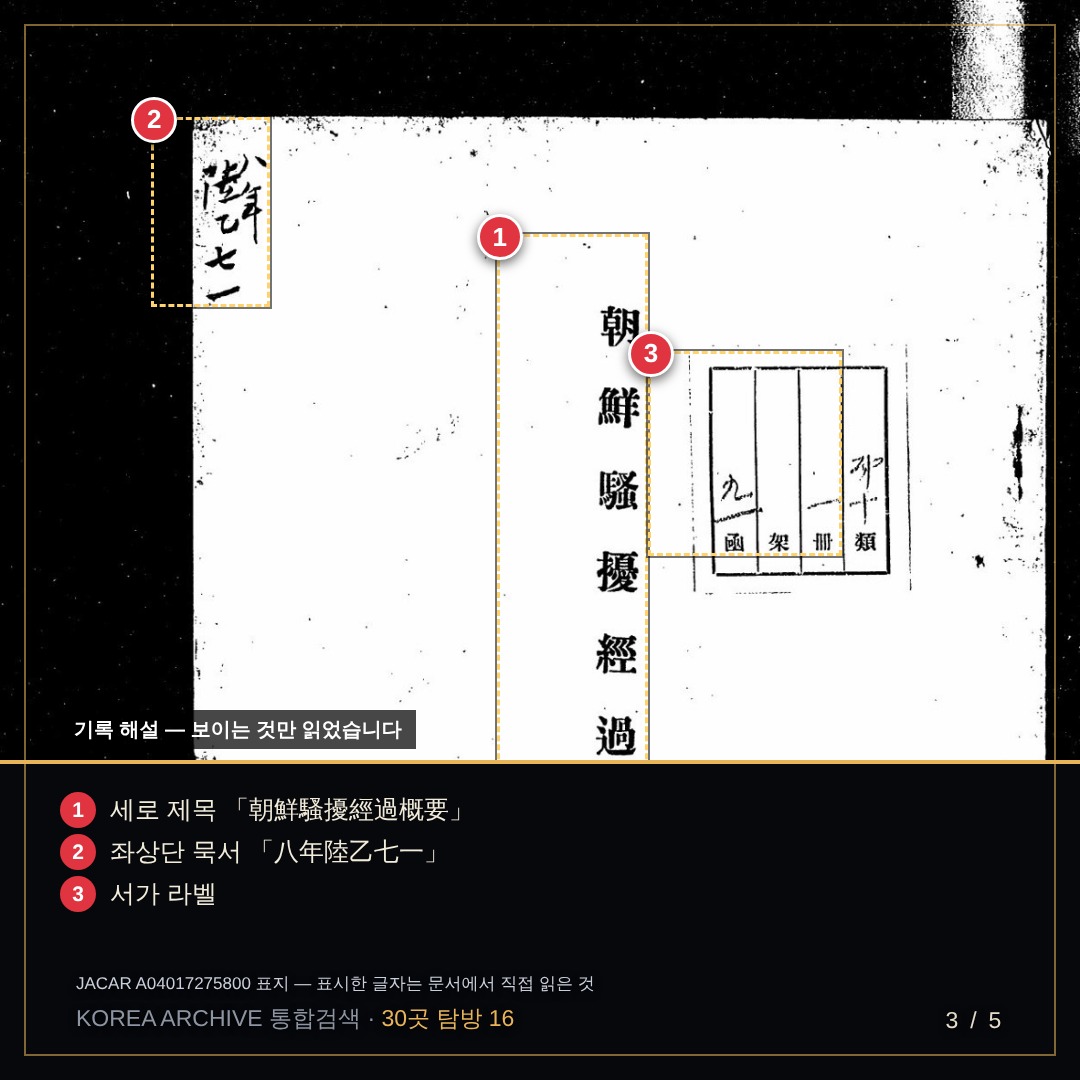 2
八年
陸乙七一
1
朝鮮騷擾經過
3
類
冊 一
架
函 九
기록 해설 — 보이는 것만 읽었습니다
1 세로 제목 「朝鮮騷擾經過概要」
2 좌상단 묵서 「八年陸乙七一」
3 서가 라벨
JACAR A04017275800 표지 — 표시한 글자는 문서에서 직접 읽은 것
KOREA ARCHIVE 통합검색 · 30곳 탐방 16
3 / 5